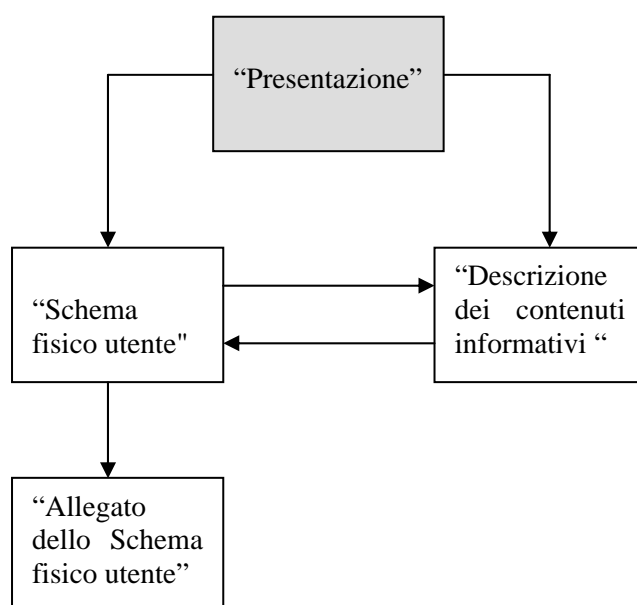 “Presentazione”
“Schema
fisico utente"
“Descrizione
dei contenuti
informativi “
“Allegato
dello Schema
fisico utente”